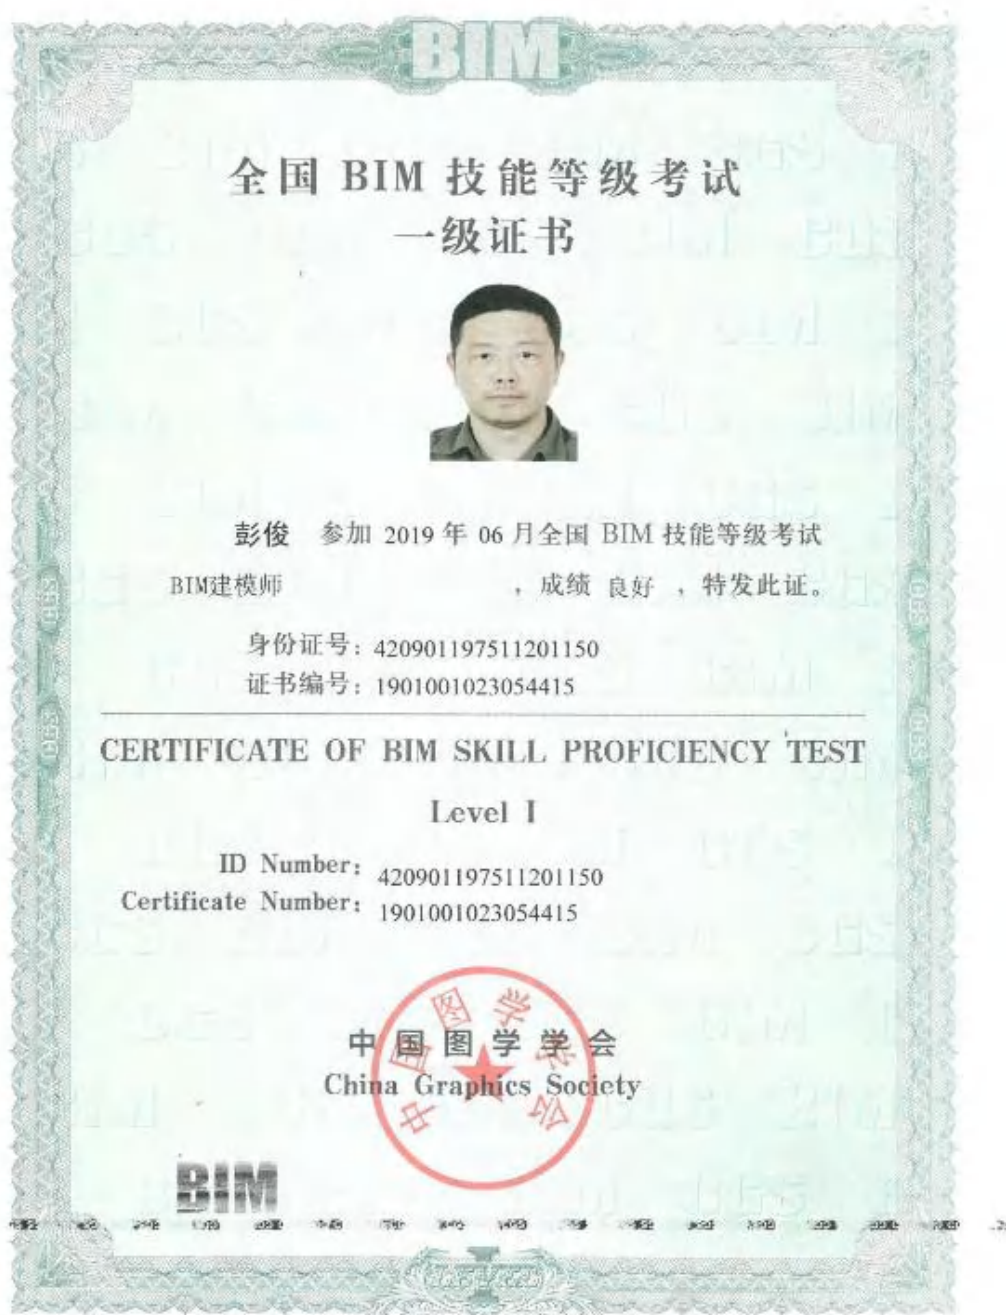 BIM
全国 BIM 技能等级考试
一级证书
彭俊 参加 2019 年 06 月全国 BIM 技能等级考试
BIM建模师 ，成绩 良好 ，特发此证。
身份证号：420901197511201150
证书编号：1901001023054415
CERTIFICATE OF BIM SKILL PROFICIENCY TEST
Level I
ID Number: 420901197511201150
Certificate Number: 1901001023054415
中国图学学会
中国图学学会
China Graphics Society
BIM